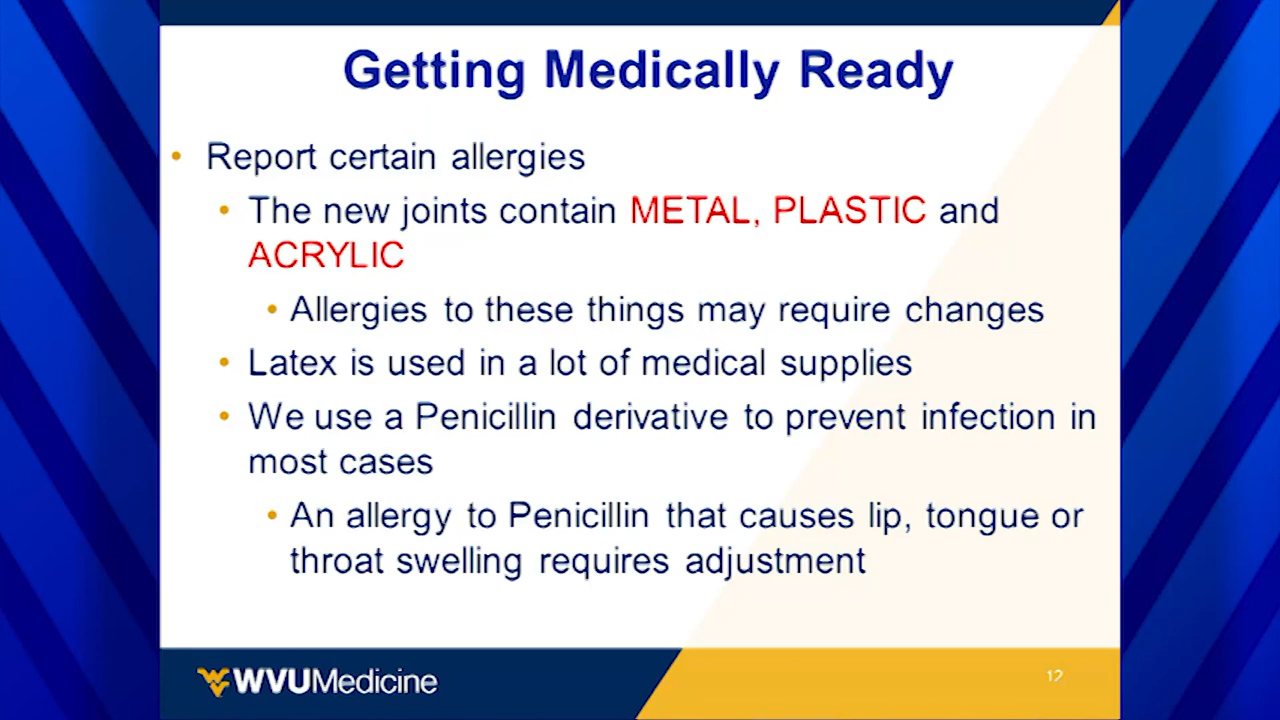 Getting Medically Ready
• Report certain allergies
• The new joints contain METAL, PLASTIC and
ACRYLIC
• Allergies to these things may require changes
• Latex is used in a lot of medical supplies
• We use a Penicillin derivative to prevent infection in
most cases
• An allergy to Penicillin that causes lip, tongue or
throat swelling requires adjustment
WVUMedicine
12